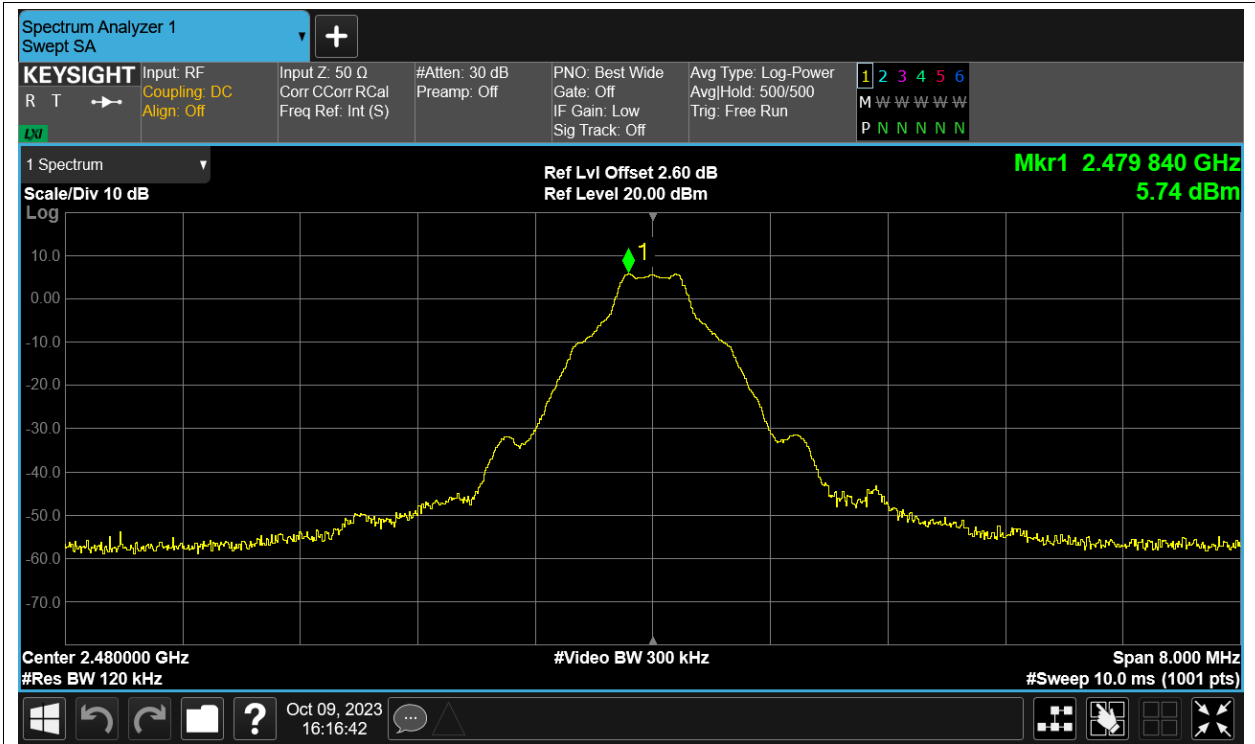 Spectrum Analyzer 1
Swept SA
KEYSIGHT
R T
LXI
Input: RF
Coupling: DC
Align: Off
Input Z: 50 Ω
Corr CCorr RCal
Freq Ref: Int (S)
#Atten: 30 dB
Preamp: Off
PNO: Best Wide
Gate: Off
IF Gain: Low
Sig Track: Off
Avg Type: Log-Power
Avg|Hold: 500/500
Trig: Free Run
1 2 3 4 5 6
M W W W W W
P N N N N N
1 Spectrum
Scale/Div 10 dB
Log
Ref Lvl Offset 2.60 dB
Ref Level 20.00 dBm
Mkr1 2.479 840 GHz
5.74 dBm
1
10.0
0.00
-10.0
-20.0
-30.0
-40.0
-50.0
-60.0
-70.0
Center 2.480000 GHz
#Res BW 120 kHz
#Video BW 300 kHz
Span 8.000 MHz
#Sweep 10.0 ms (1001 pts)
?
Oct 09, 2023
16:16:42